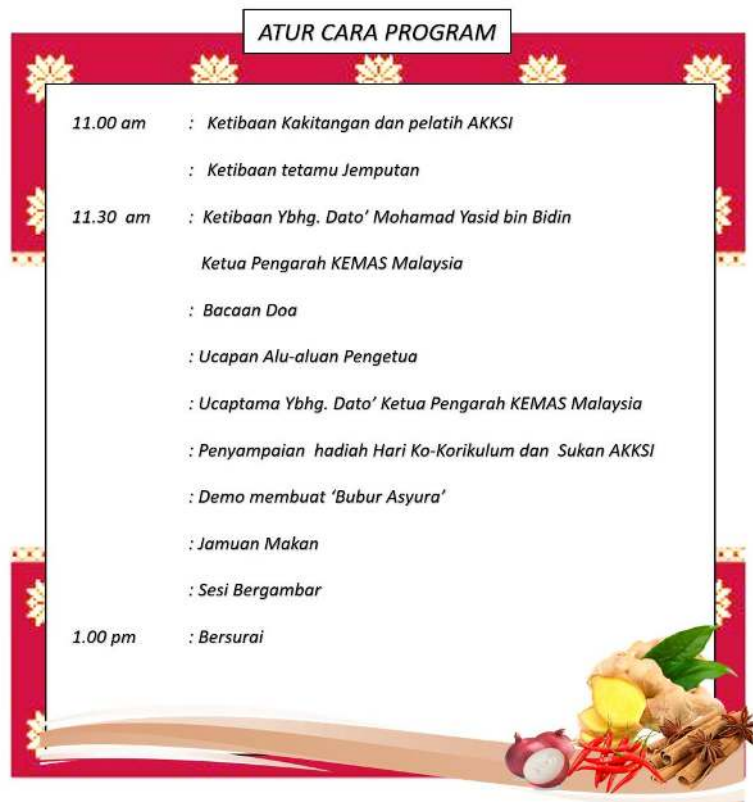 ATUR CARA PROGRAM
11.00 am : Ketibaan Kakitangan dan pelatih AKKSI
: Ketibaan tetamu Jemputan
11.30 am : Ketibaan Ybhg. Dato' Mohamad Yasid bin Bidin
Ketua Pengarah KEMAS Malaysia
: Bacaan Doa
: Ucapan Alu-aluan Pengetua
: Ucaptama Ybhg. Dato' Ketua Pengarah KEMAS Malaysia
: Penyampaian hadiah Hari Ko-Korikulum dan Sukan AKKSI
: Demo membuat 'Bubur Asyura'
: Jamuan Makan
: Sesi Bergambar
1.00 pm : Bersurai